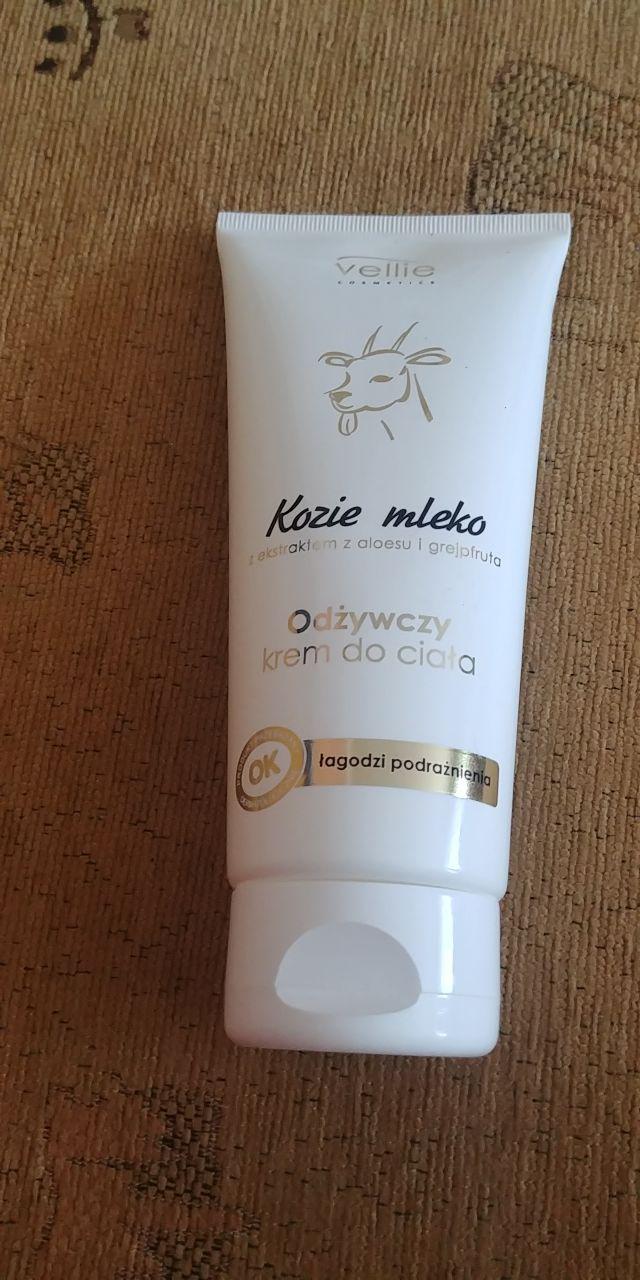 vellie
COSMETICS
Kozie mleko
z ekstraktem z aloesu i grejpfruta
Odżywczy
krem do ciała
OK
łagodzi podrażnienia